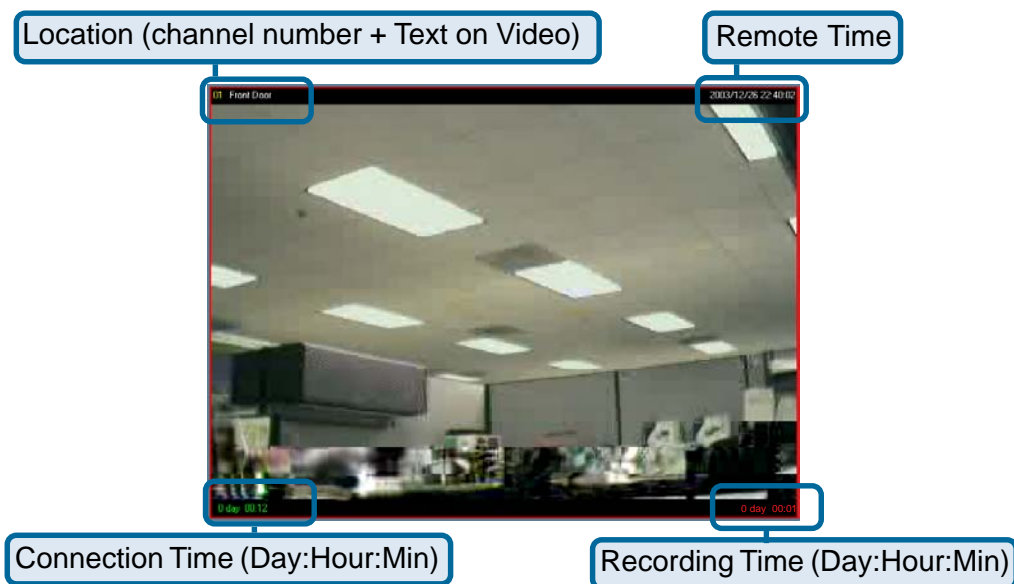 Location (channel number + Text on Video)
Remote Time
01 Front Door
2003/12/26 22:40:02
0 day 00:12
0 day 00:01
Connection Time (Day:Hour:Min)
Recording Time (Day:Hour:Min)